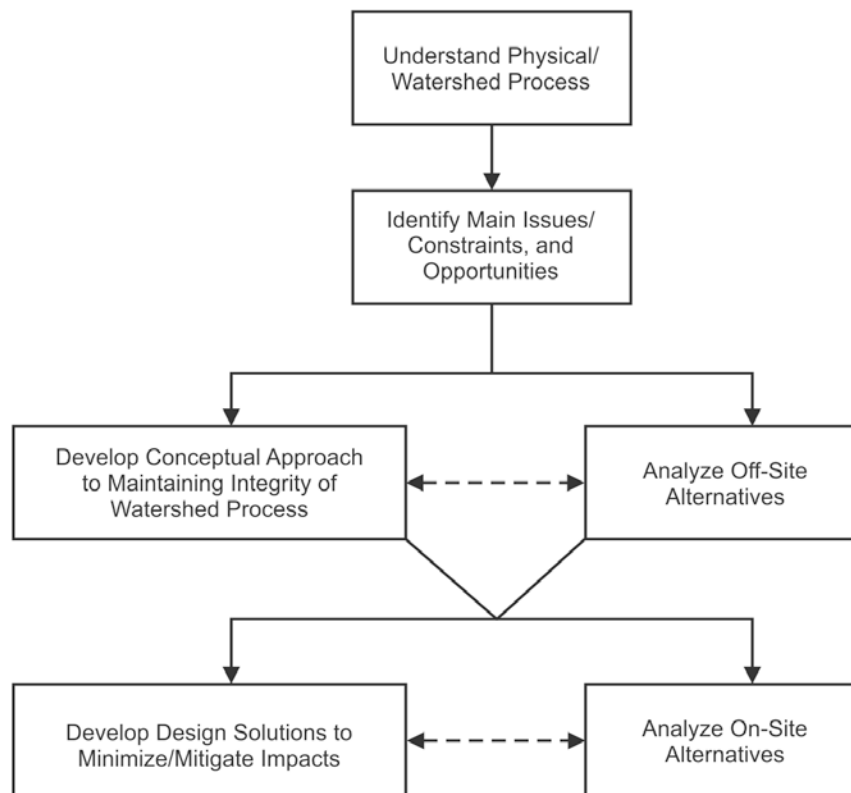 Understand Physical/
Watershed Process
Identify Main Issues/
Constraints, and
Opportunities
Develop Conceptual Approach
to Maintaining Integrity of
Watershed Process
Analyze Off-Site
Alternatives
Develop Design Solutions to
Minimize/Mitigate Impacts
Analyze On-Site
Alternatives